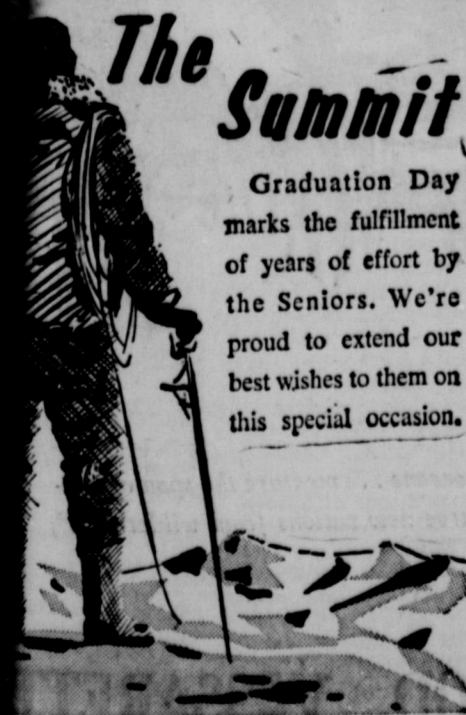 The
Summit
Graduation Day
marks the fulfillment
of years of effort by
the Seniors. We're
proud to extend our
best wishes to them on
this special occasion.